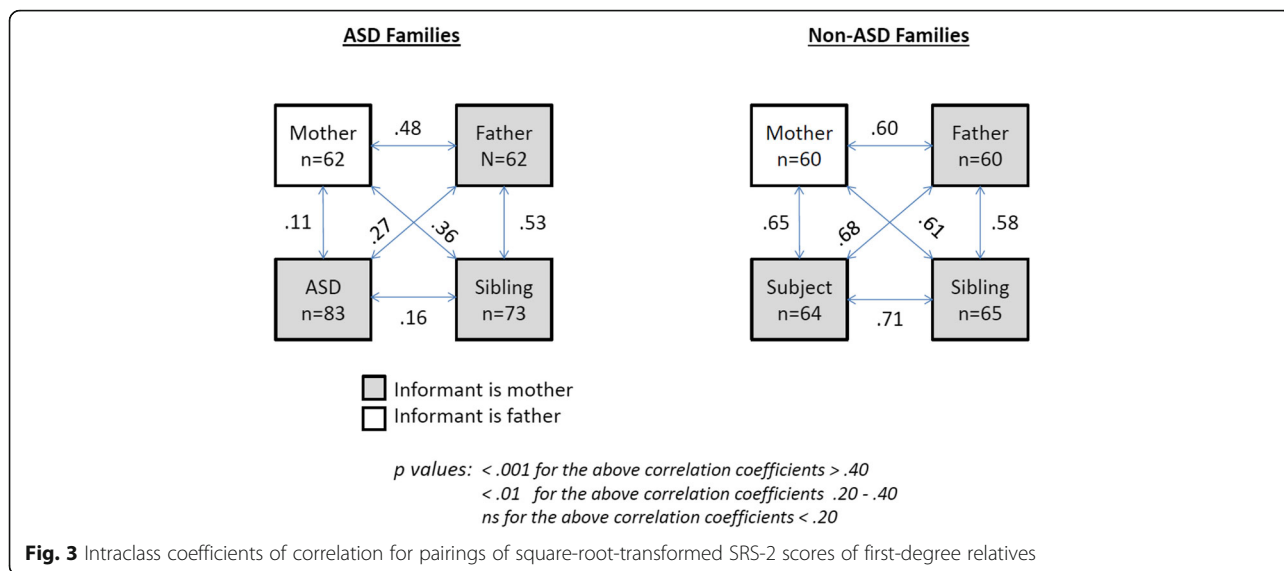 ASD Families
Non-ASD Families
Mother
n=62
.48
Father
N=62
.11
.27
.36
.53
ASD
n=83
.16
Sibling
n=73
Mother
n=60
.60
Father
n=60
.65
.68
.61
.58
Subject
n=64
.71
Sibling
n=65
Informant is mother
Informant is father
p values: < .001 for the above correlation coefficients > .40
< .01 for the above correlation coefficients .20 - .40
ns for the above correlation coefficients < .20
Fig. 3 Intraclass coefficients of correlation for pairings of square-root-transformed SRS-2 scores of first-degree relatives